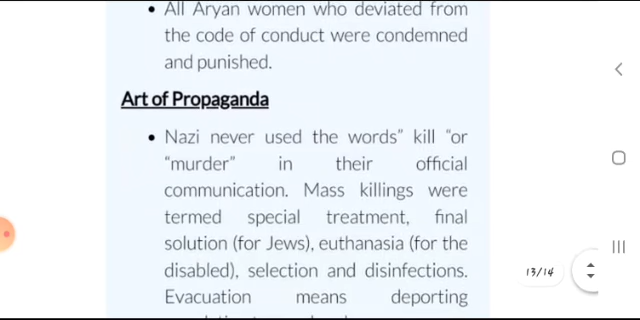 • All Aryan women who deviated from
the code of conduct were condemned
and punished.
Art of Propaganda
• Nazi never used the words” kill “or
“murder” in their official
communication. Mass killings were
termed special treatment, final
solution (for Jews), euthanasia (for the
disabled), selection and disinfections.
Evacuation means deporting
13/14